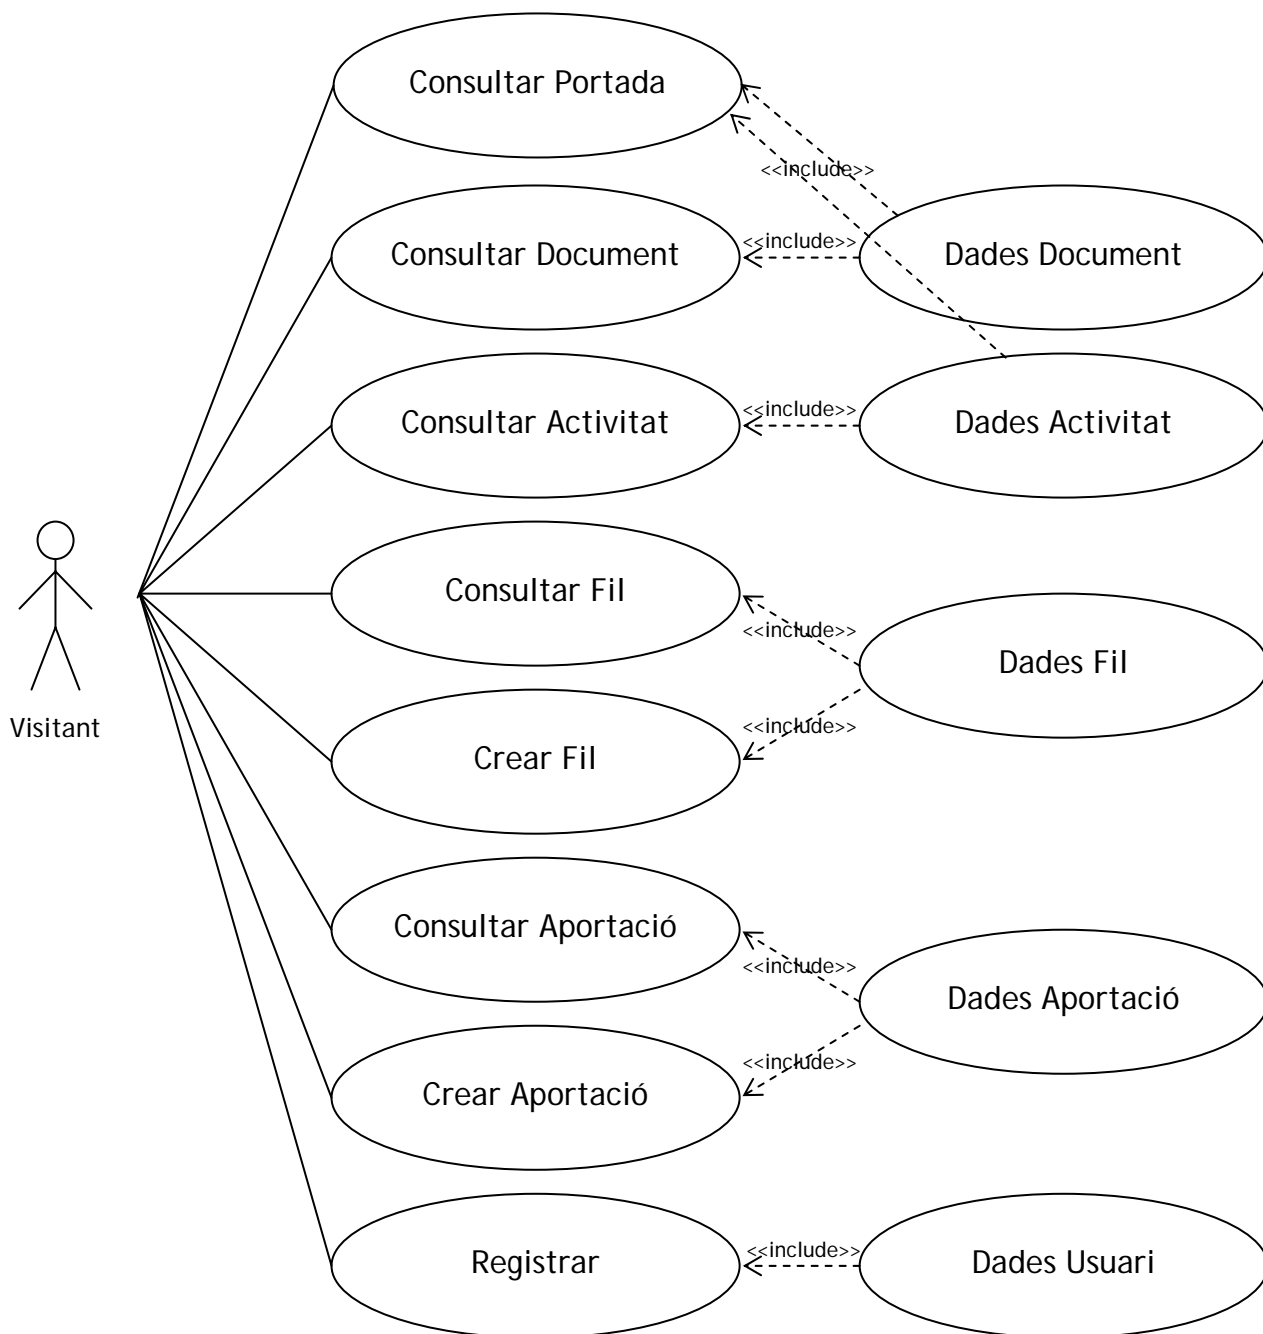 Consultar Portada
<<include>>
Consultar Document
<<include>>
Dades Document
Consultar Activitat
<<include>>
Dades Activitat
Consultar Fil
<<include>>
Dades Fil
Visitant
Crear Fil
<<include>>
Consultar Aportació
<<include>>
Dades Aportació
Crear Aportació
<<include>>
Registrar
<<include>>
Dades Usuari